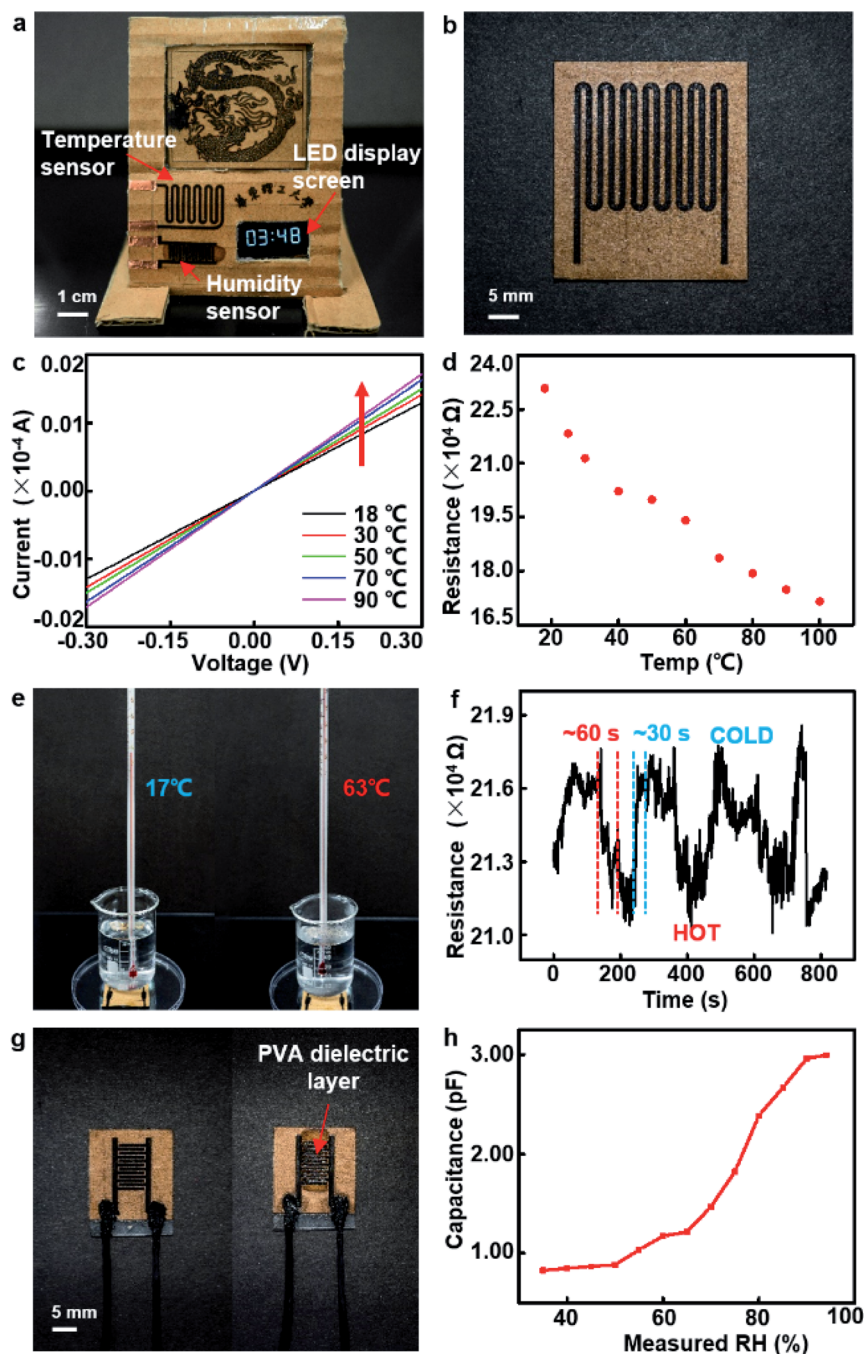 a
Temperature
sensor
LED display
screen
03:48
Humidity
sensor
1 cm
b
5 mm
c
0.02
0.01
0.00
-0.01
-0.02
Current (×10⁻⁴ A)
18 ℃
30 ℃
50 ℃
70 ℃
90 ℃
-0.30 -0.15 0.00 0.15 0.30
Voltage (V)
d
24.0
22.5
21.0
19.5
18.0
16.5
Resistance (×10⁴ Ω)
20 40 60 80 100
Temp (℃)
e
17℃
63℃
f
21.9
21.6
21.3
21.0
Resistance (×10⁴ Ω)
~60 s
~30 s
COLD
HOT
0 200 400 600 800
Time (s)
g
PVA dielectric
layer
5 mm
h
3.00
2.00
1.00
Capacitance (pF)
40 60 80 100
Measured RH (%)